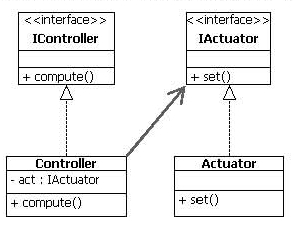 <<interface>>
IController
+ compute()
<<interface>>
IActuator
+ set()
Controller
- act : IActuator
+ compute()
Actuator
+ set()